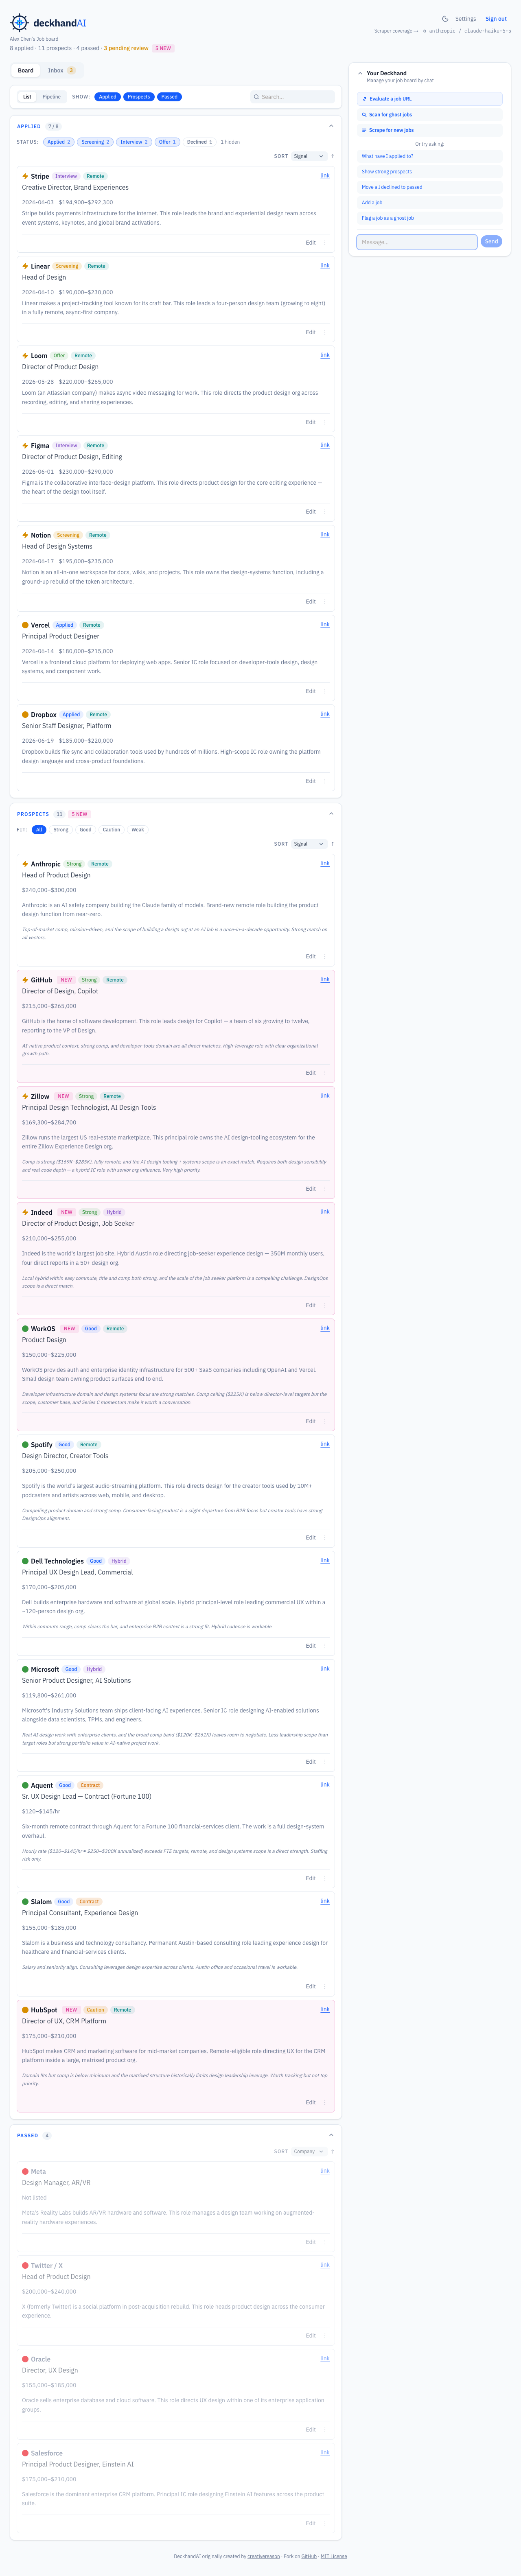 deckhandAI
Settings
Sign out
Alex Chen's Job board
Scraper coverage → anthropic / claude-haiku-5-5
8 applied · 11 prospects · 4 passed · 3 pending review 5 NEW
Board
Inbox 3
List
Pipeline
SHOW:
Applied
Prospects
Passed
Search...
APPLIED 7 / 8
STATUS:
Applied 2
Screening 2
Interview 2
Offer 1
Declined 1
1 hidden
SORT Signal ↑
Stripe Interview Remote link
Creative Director, Brand Experiences
2026-06-03 $194,900–$292,300
Stripe builds payments infrastructure for the internet. This role leads the brand and experiential design team across
event systems, keynotes, and global brand activations.
Edit
Linear Screening Remote link
Head of Design
2026-06-10 $190,000–$230,000
Linear makes a project-tracking tool known for its craft bar. This role leads a four-person design team (growing to eight)
in a fully remote, async-first company.
Edit
Loom Offer Remote link
Director of Product Design
2026-05-28 $220,000–$265,000
Loom (an Atlassian company) makes async video messaging for work. This role directs the product design org across
recording, editing, and sharing experiences.
Edit
Figma Interview Remote link
Director of Product Design, Editing
2026-06-01 $230,000–$290,000
Figma is the collaborative interface-design platform. This role directs product design for the core editing experience —
the heart of the design tool itself.
Edit
Notion Screening Remote link
Head of Design Systems
2026-06-17 $195,000–$235,000
Notion is an all-in-one workspace for docs, wikis, and projects. This role owns the design-systems function, including a
ground-up rebuild of the token architecture.
Edit
Vercel Applied Remote link
Principal Product Designer
2026-06-14 $180,000–$215,000
Vercel is a frontend cloud platform for deploying web apps. Senior IC role focused on developer-tools design, design
systems, and component work.
Edit
Dropbox Applied Remote link
Senior Staff Designer, Platform
2026-06-19 $185,000–$220,000
Dropbox builds file-sync and collaboration tools used by hundreds of millions. High-scope IC role owning the platform
design language and cross-product foundations.
Edit
PROSPECTS 11 5 NEW
FIT:
All
Strong
Good
Caution
Weak
SORT Signal ↑
Anthropic Strong Remote link
Head of Product Design
$240,000–$300,000
Anthropic is an AI safety company building the Claude family of models. Brand-new remote role building the product
design function from near-zero.
Top-of-market comp, mission-driven, and the scope of building a design org at an AI lab is a once-in-a-decade opportunity. Strong match on
all vectors.
Edit
GitHub NEW Strong Remote link
Director of Design, Copilot
$215,000–$265,000
GitHub is the home of software development. This role leads design for Copilot — a team of six growing to twelve,
reporting to the VP of Design.
AI-native product context, strong comp, and developer-tools domain are all direct matches. High-leverage role with clear organizational
growth path.
Edit
Zillow NEW Strong Remote link
Principal Design Technologist, AI Design Tools
$169,300–$284,700
Zillow runs the largest US real-estate marketplace. This principal role owns the AI design-tooling ecosystem for the
entire Zillow Experience Design org.
Comp is strong ($169K–$285K), fully remote, and the AI design-tooling + systems scope is an exact match. Requires both design sensibility
and real code depth — a hybrid IC role with senior org influence. Very high priority.
Edit
Indeed NEW Strong Hybrid link
Director of Product Design, Job Seeker
$210,000–$255,000
Indeed is the world's largest job site. Hybrid Austin role directing job-seeker experience design — 350M monthly users,
four direct reports in a 50+ design org.
Local hybrid within easy commute, title and comp both strong, and the scale of the job seeker platform is a compelling challenge. DesignOps
scope is a direct match.
Edit
WorkOS NEW Good Remote link
Product Design
$150,000–$225,000
WorkOS provides auth and enterprise identity infrastructure for 500+ SaaS companies including OpenAI and Vercel.
Small design team owning product surfaces end to end.
Developer infrastructure domain and design systems focus are strong matches. Comp ceiling ($225K) is below director-level targets but the
scope, customer base, and Series C momentum make it worth a conversation.
Edit
Spotify Good Remote link
Design Director, Creator Tools
$205,000–$250,000
Spotify is the world's largest audio-streaming platform. This role directs design for the creator tools used by 10M+
podcasters and artists across web, mobile, and desktop.
Compelling product domain and strong comp. Consumer-facing product is a slight departure from B2B focus but creator tools have strong
DesignOps alignment.
Edit
Dell Technologies Good Hybrid link
Principal UX Design Lead, Commercial
$170,000–$205,000
Dell builds enterprise hardware and software at global scale. Hybrid principal-level role leading commercial UX within a
~120-person design org.
Within commute range, comp clears the bar, and enterprise B2B context is a strong fit. Hybrid cadence is workable.
Edit
Microsoft Good Hybrid link
Senior Product Designer, AI Solutions
$119,800–$261,000
Microsoft's Industry Solutions team ships client-facing AI experiences. Senior IC role designing AI-enabled solutions
alongside data scientists, TPMs, and engineers.
Real AI design work with enterprise clients, and the broad comp band ($120K–$261K) leaves room to negotiate. Less leadership scope than
target roles but strong portfolio value in AI-native project work.
Edit
Aquent Good Contract link
Sr. UX Design Lead — Contract (Fortune 100)
$120–$145/hr
Six-month remote contract through Aquent for a Fortune 100 financial-services client. The work is a full design-system
overhaul.
Hourly rate ($120–$145/hr ≈ $250–$300K annualized) exceeds FTE targets, remote, and design systems scope is a direct strength. Staffing
risk only.
Edit
Slalom Good Contract link
Principal Consultant, Experience Design
$155,000–$185,000
Slalom is a business and technology consultancy. Permanent Austin-based consulting role leading experience design for
healthcare and financial-services clients.
Salary and seniority align. Consulting leverages design expertise across clients. Austin office and occasional travel is workable.
Edit
HubSpot NEW Caution Remote link
Director of UX, CRM Platform
$175,000–$210,000
HubSpot makes CRM and marketing software for mid-market companies. Remote-eligible role directing UX for the CRM
platform inside a large, matrixed product org.
Domain fits but comp is below minimum and the matrixed structure historically limits design leadership leverage. Worth tracking but not top
priority.
Edit
PASSED 4
SORT Company ↑
Meta link
Design Manager, AR/VR
Not listed
Meta's Reality Labs builds AR/VR hardware and software. This role manages a design team working on augmented-
reality hardware experiences.
Edit
Twitter / X link
Head of Product Design
$200,000–$240,000
X (formerly Twitter) is a social platform in post-acquisition rebuild. This role heads product design across the consumer
experience.
Edit
Oracle link
Director, UX Design
$155,000–$185,000
Oracle sells enterprise database and cloud software. This role directs UX design within one of its enterprise application
groups.
Edit
Salesforce link
Principal Product Designer, Einstein AI
$175,000–$210,000
Salesforce is the dominant enterprise CRM platform. Principal IC role designing Einstein AI features across the product
suite.
Edit
Your Deckhand
Manage your job board by chat
Evaluate a job URL
Scan for ghost jobs
Scrape for new jobs
Or try asking:
What have I applied to?
Show strong prospects
Move all declined to passed
Add a job
Flag a job as a ghost job
Message...
Send
DeckhandAI originally created by creativereason · Fork on GitHub · MIT License